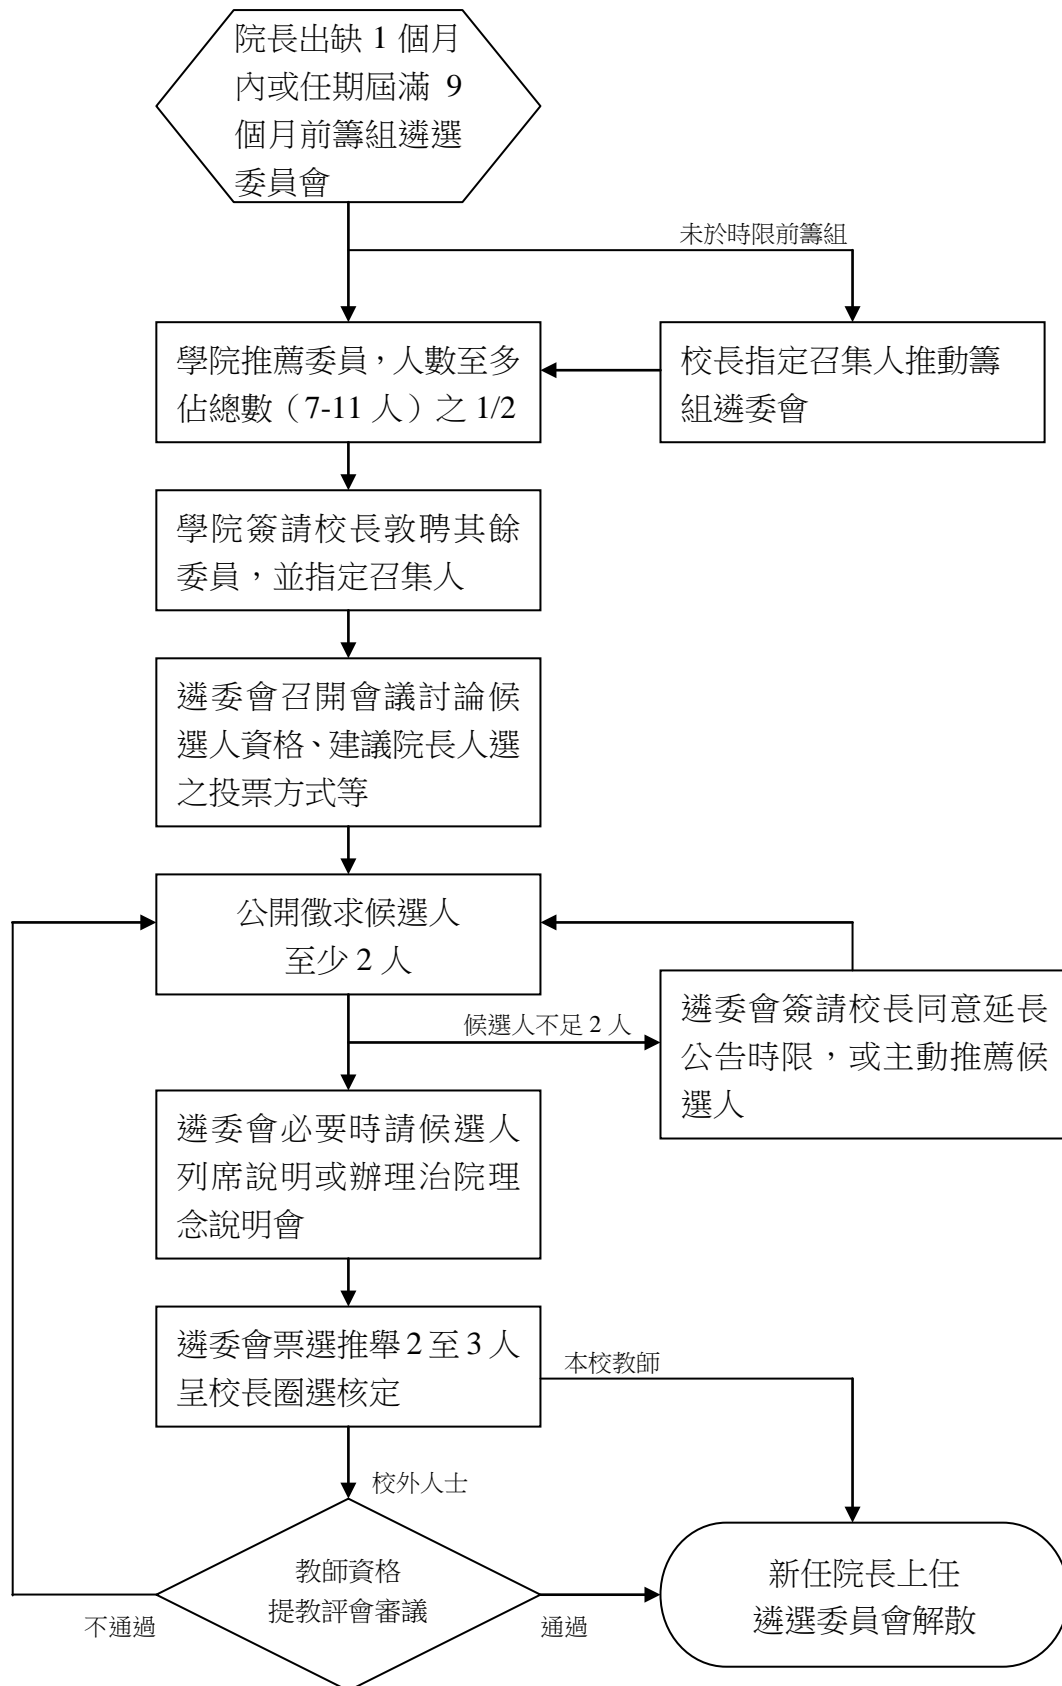 院長出缺 1 個月
內或任期屆滿 9
個月前籌組遴選
委員會
未於時限前籌組
學院推薦委員，人數至多
佔總數（7-11 人）之 1/2
校長指定召集人推動籌
組遴委會
學院簽請校長敦聘其餘
委員，並指定召集人
遴委會召開會議討論候
選人資格、建議院長人選
之投票方式等
公開徵求候選人
至少 2 人
候選人不足 2 人
遴委會簽請校長同意延長
公告時限，或主動推薦候
選人
遴委會必要時請候選人
列席說明或辦理治院理
念說明會
遴委會票選推舉 2 至 3 人
呈校長圈選核定
本校教師
校外人士
教師資格
提教評會審議
不通過
通過
新任院長上任
遴選委員會解散